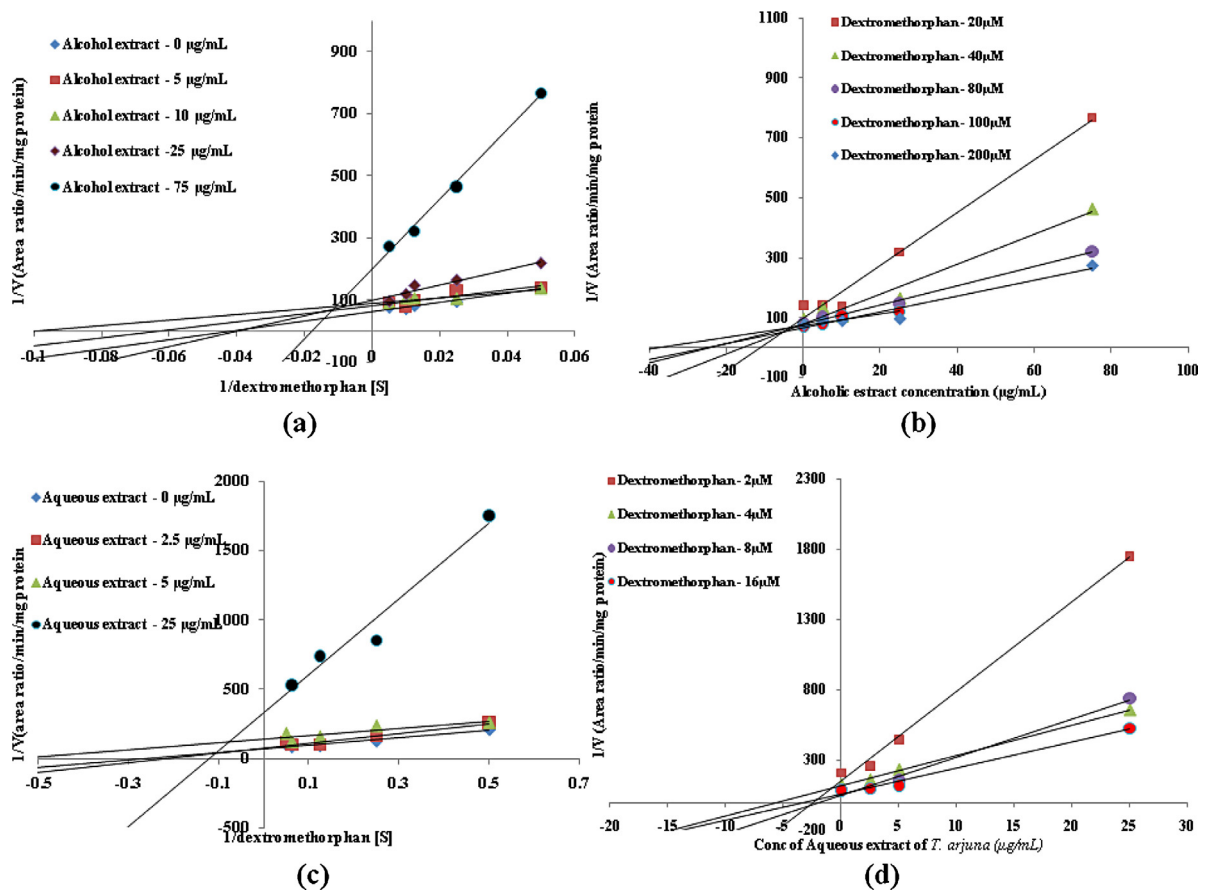 1/V (Area ratio/min/mg protein)
900
700
500
300
100
-100
Alcohol extract - 0 µg/mL
Alcohol extract - 5 µg/mL
Alcohol extract - 10 µg/mL
Alcohol extract -25 µg/mL
Alcohol extract - 75 µg/mL
-0.1 -0.08 -0.06 -0.04 -0.02 0 0.02 0.04 0.06
1/dextromethorphan [S]
(a)
1/V (Area ratio/min/mg protein)
1100
900
700
500
300
100
-100
Dextromethorphan- 20µM
Dextromethorphan- 40µM
Dextromethorphan- 80µM
Dextromethorphan- 100µM
Dextromethorphan- 200µM
-40 -20 0 20 40 60 80 100
Alcoholic estract concentration (µg/mL)
(b)
1/V(area ratio/min/mg protein)
2000
1500
1000
500
0
-500
Aqueous extract - 0 µg/mL
Aqueous extract - 2.5 µg/mL
Aqueous extract - 5 µg/mL
Aqueous extract - 25 µg/mL
-0.5 -0.3 -0.1 0.1 0.3 0.5
1/dextromethorphan [S]
(c)
1/V (Area ratio/min/mg protein)
2300
1800
1300
800
300
-200
Dextromethorphan- 2µM
Dextromethorphan- 4µM
Dextromethorphan- 8µM
Dextromethorphan- 16µM
-20 -15 -10 -5 0 5 10 15 20 25 30
Conc of Aqueous extract of T. arjuna (µg/mL)
(d)